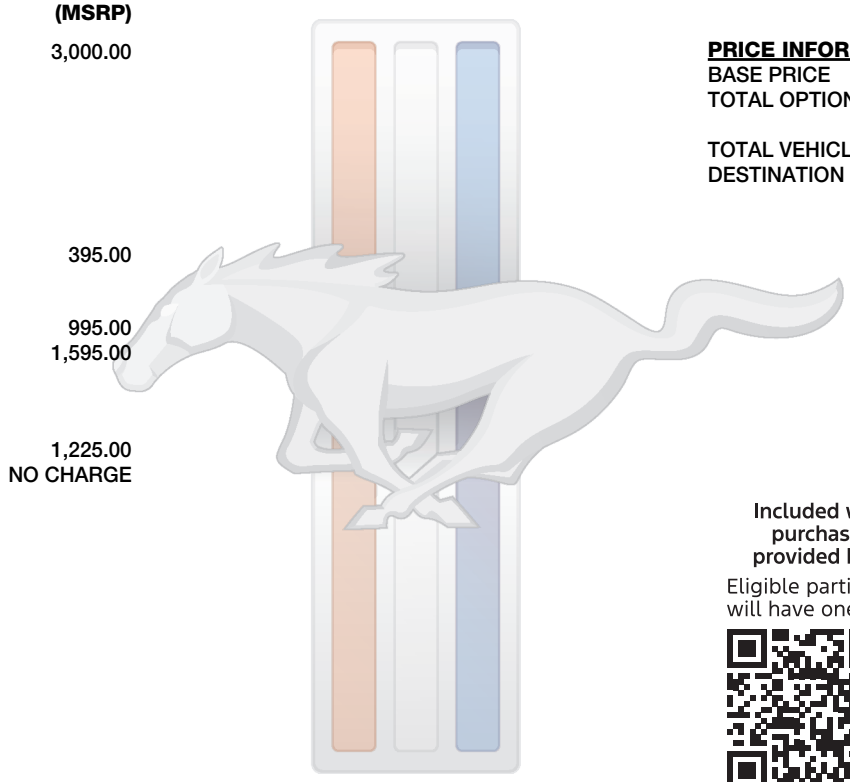 (MSRP)
3,000.00
395.00
995.00
1,595.00
1,225.00
NO CHARGE
PRICE INFOR
BASE PRICE
TOTAL OPTION
TOTAL VEHICL
DESTINATION
Included
purchas
provided
Eligible parti
will have one